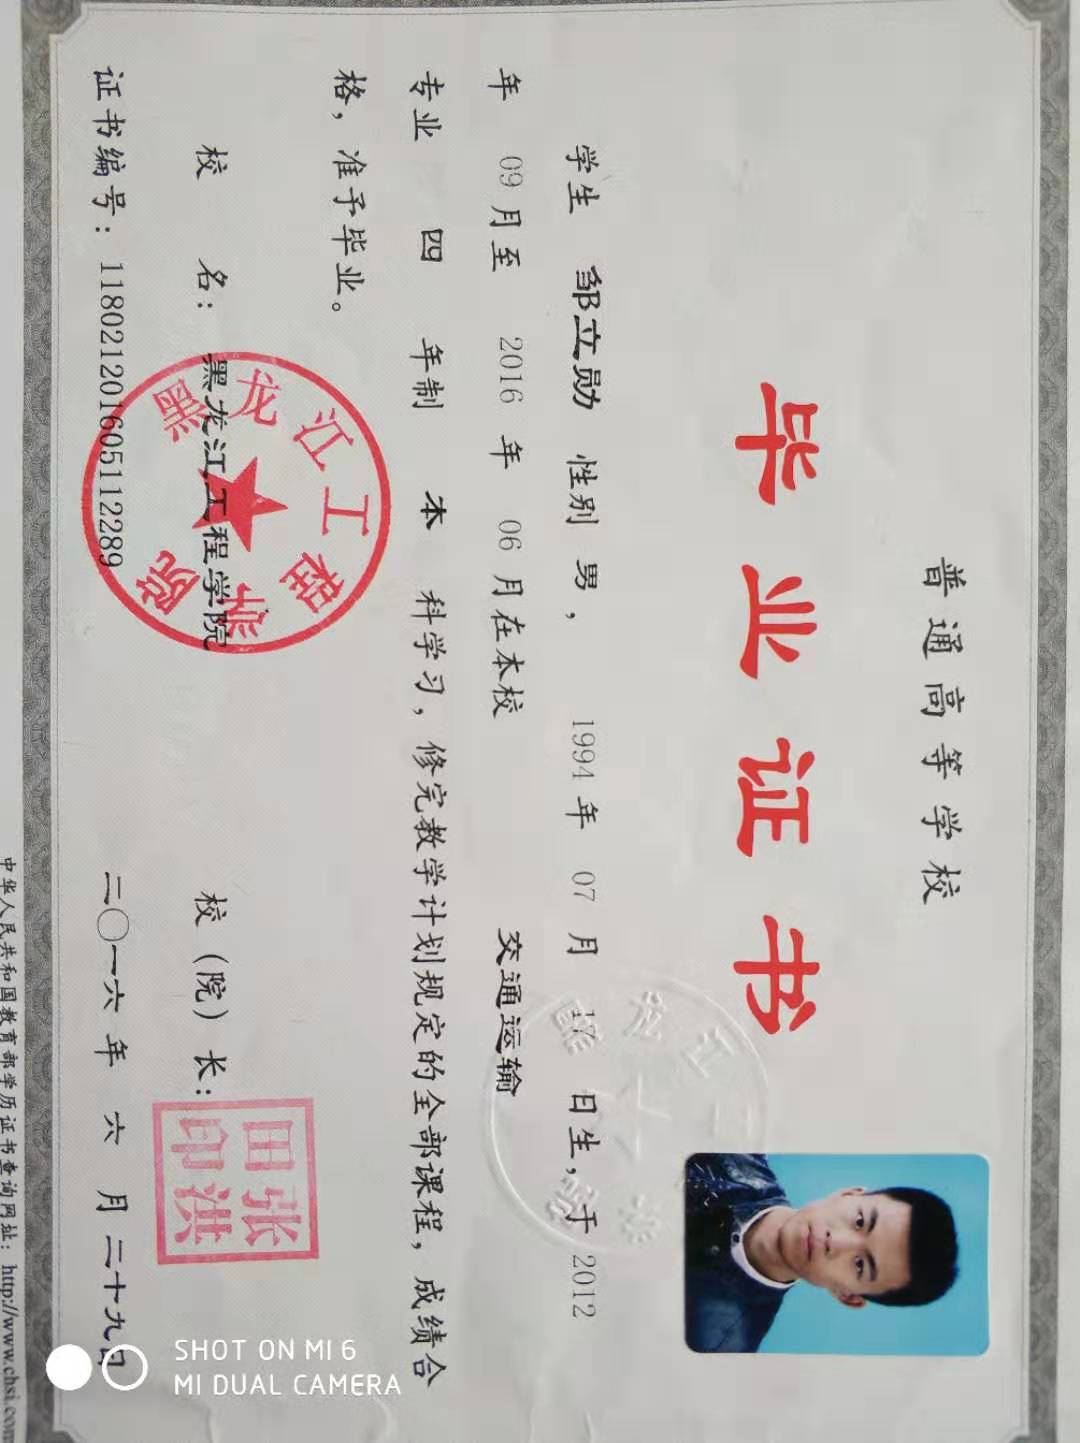 普通高等学校
毕业证书
学生 邹立勋 性别 男， 1994 年 07 月 17 日生，于 2012
年 09 月至 2016 年 06 月在本校 交通运输
专业 四 年制 本 科学习，修完教学计划规定的全部课程，成绩合
格，准予毕业。
校 名： 黑龙江工程学院 校（院）长：
黑龙江工程学院
张洪田印
证书编号：118021201605112289 二〇一六年 六 月 二十九日
中华人民共和国教育部学历证书查询网址：http://www.chsi.com
SHOT ON MI 6
MI DUAL CAMERA